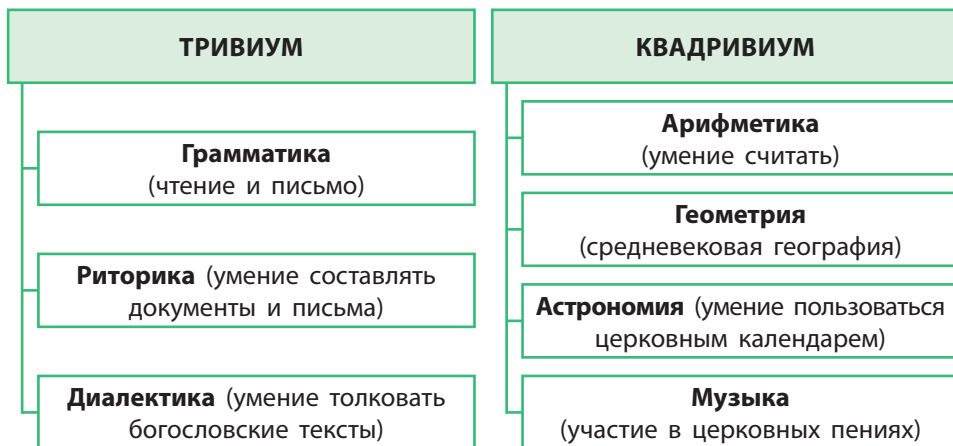 ТРИВИУМ
Грамматика
(чтение и письмо)
Риторика (умение составлять
документы и письма)
Диалектика (умение толковать
богословские тексты)
КВАДРИВИУМ
Арифметика
(умение считать)
Геометрия
(средневековая география)
Астрономия (умение пользоваться
церковным календарем)
Музыка
(участие в церковных пениях)